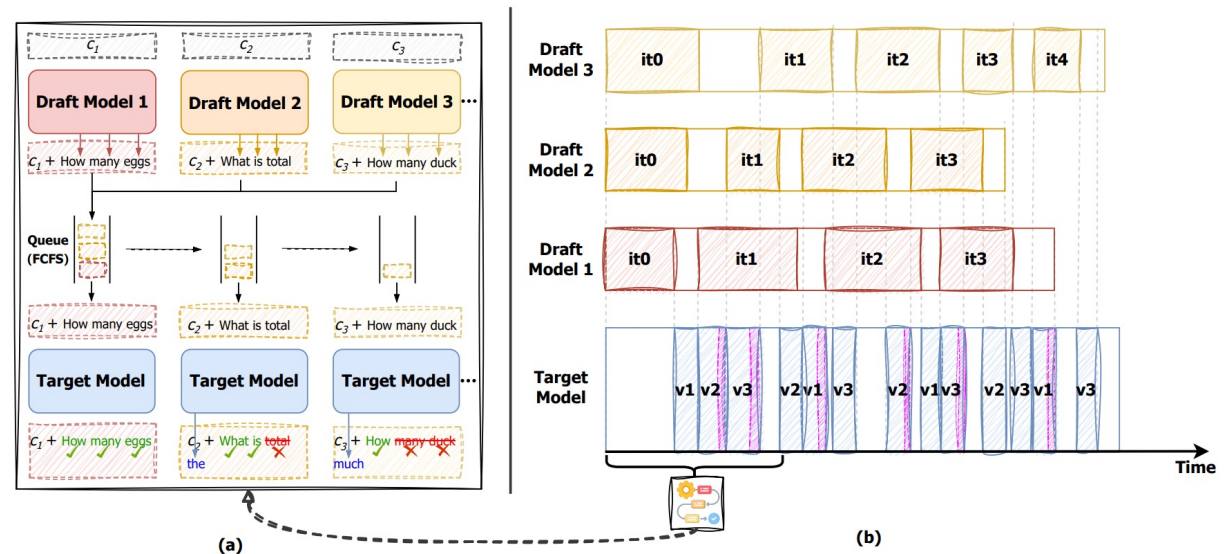 c1
c2
c3
Draft Model 1
Draft Model 2
Draft Model 3
...
c1 + How many eggs
c2 + What is total
c3 + How many duck
Queue
(FCFS)
c1 + How many eggs
c2 + What is total
c3 + How many duck
Target Model
Target Model
Target Model
...
c1 + How many eggs
c2 + What is total
the
c3 + How many duck
much
(a)
Draft
Model 3
it0
it1
it2
it3
it4
Draft
Model 2
it0
it1
it2
it3
Draft
Model 1
it0
it1
it2
it3
Target
Model
v1
v2
v3
v2
v1
v3
v2
v1
v3
v2
v3
v1
v3
Time
(b)